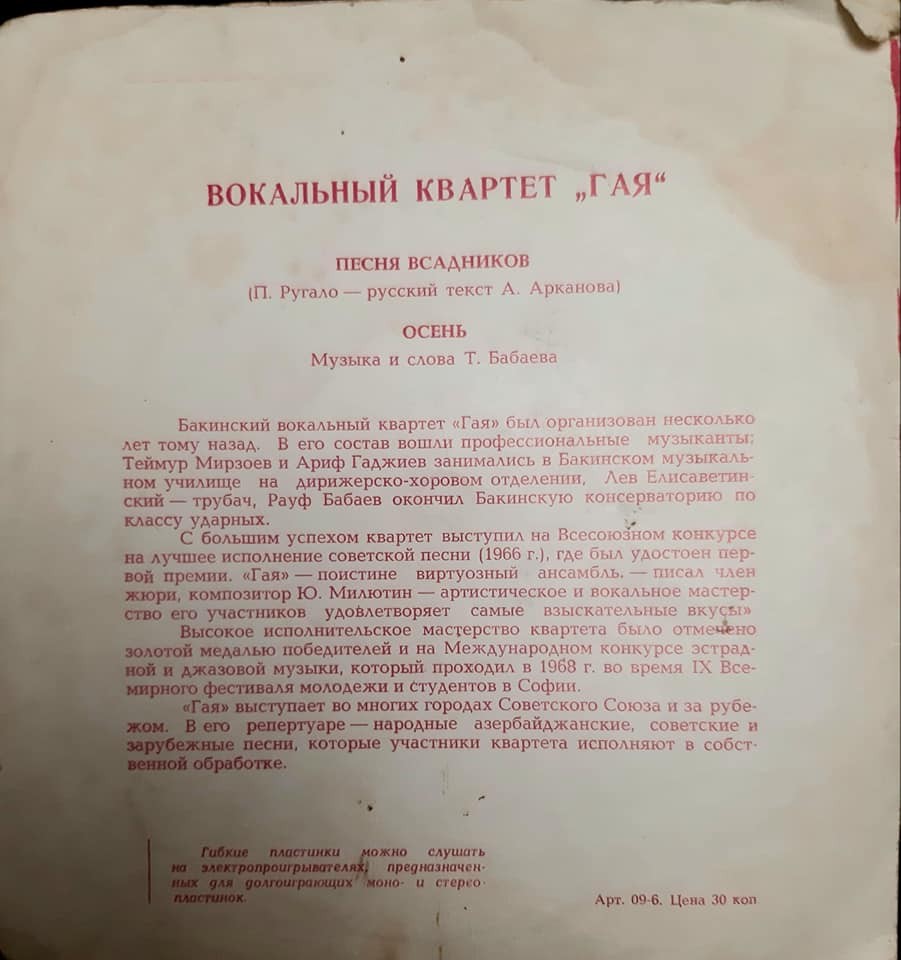 ВОКАЛЬНЫЙ КВАРТЕТ „ГАЯ“
ПЕСНЯ ВСАДНИКОВ
(П. Ругало — русский текст А. Арканова)
ОСЕНЬ
Музыка и слова Т. Бабаева
Бакинский вокальный квартет «Гая» был организован несколько
лет тому назад. В его состав вошли профессиональные музыканты;
Теймур Мирзоев и Ариф Гаджиев занимались в Бакинском музыкаль-
ном училище на дирижерско-хоровом отделении, Лев Елисаветин-
ский — трубач, Рауф Бабаев окончил Бакинскую консерваторию по
классу ударных.
С большим успехом квартет выступил на Всесоюзном конкурсе
на лучшее исполнение советской песни (1966 г.), где был удостоен пер-
вой премии. «Гая» — поистине виртуозный ансамбль, — писал член
жюри, композитор Ю. Милютин — артистическое и вокальное мастер-
ство его участников удовлетворяет самые взыскательные вкусы»
Высокое исполнительское мастерство квартета было отмечено
золотой медалью победителей и на Международном конкурсе эстрад-
ной и джазовой музыки, который проходил в 1968 г. во время IX Все-
мирного фестиваля молодежи и студентов в Софии.
«Гая» выступает во многих городах Советского Союза и за рубе-
жом. В его репертуаре — народные азербайджанские, советские и
зарубежные песни, которые участники квартета исполняют в собст-
венной обработке.
Гибкие пластинки можно слушать
на электропроигрывателях, предназначен-
ных для долгоиграющих моно- и стерео-
пластинок.
Арт. 09-6. Цена 30 коп